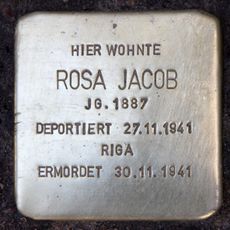 HIER WOHNTE
ROSA JACOB
JG. 1887
DEPORTIERT 27.11.1941
RIGA
ERMORDET 30.11.1941